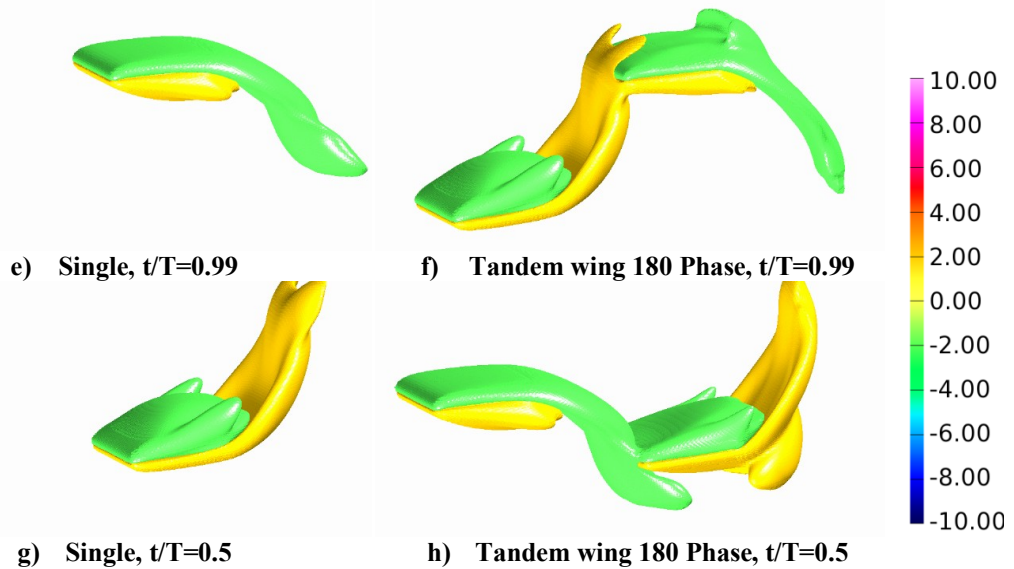 e) Single, t/T=0.99
f) Tandem wing 180 Phase, t/T=0.99
g) Single, t/T=0.5
h) Tandem wing 180 Phase, t/T=0.5
10.00
8.00
6.00
4.00
2.00
0.00
-2.00
-4.00
-6.00
-8.00
-10.00